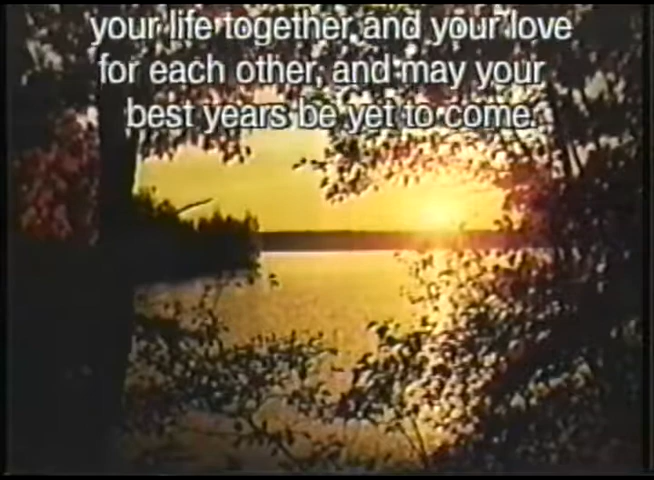 your life together and your love
for each other, and may your
best years be yet to come.